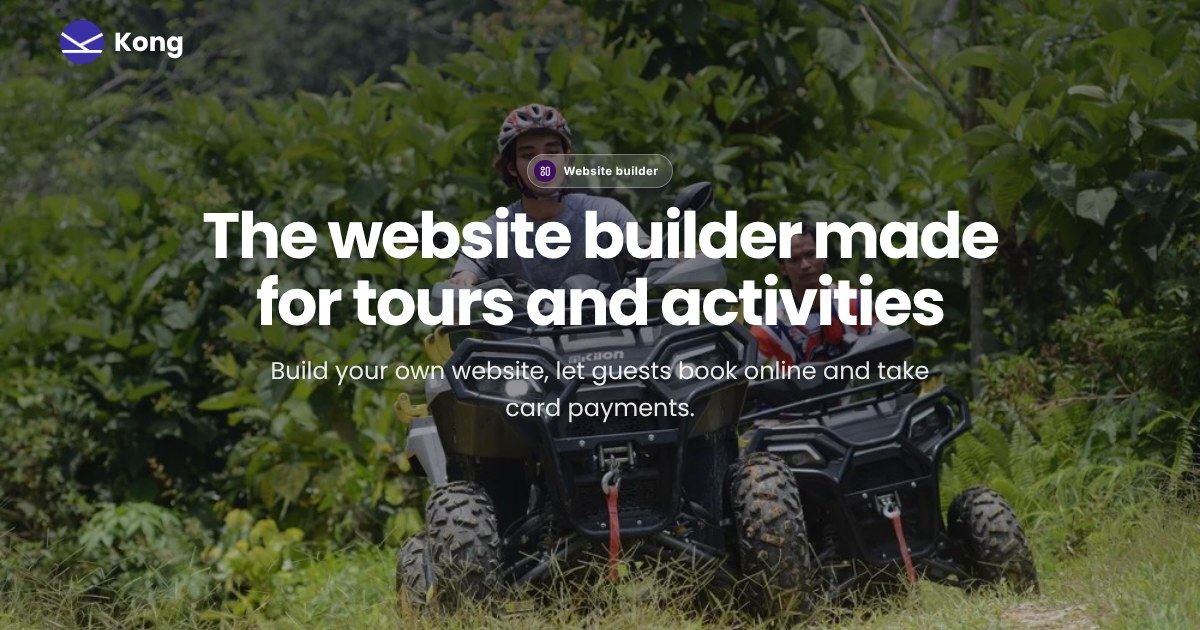 Kong
Website builder
The website builder made
for tours and activities
Build your own website, let guests book online and take
card payments.